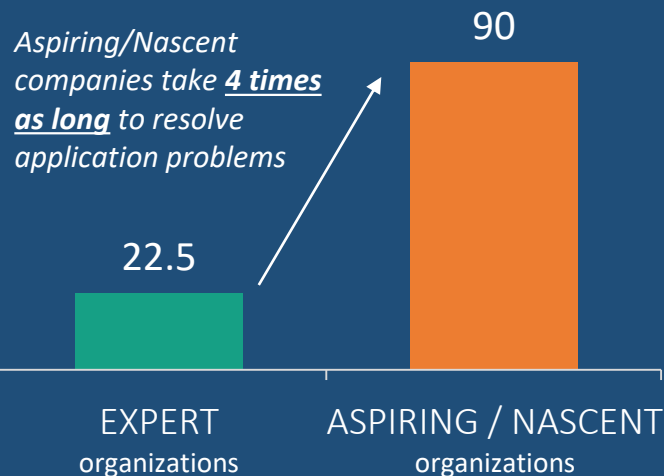 Aspiring/Nascent
companies take 4 times
as long to resolve
application problems
90
22.5
EXPERT
organizations
ASPIRING / NASCENT
organizations